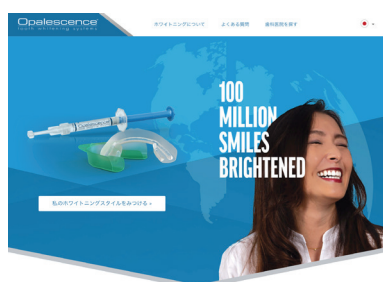 Opalescence
tooth whitening systems
ホワイトニングについて
よくある質問
歯科医院を探す
100
MILLION
SMILES
BRIGHTENED
私のホワイトニングスタイルをみつける >